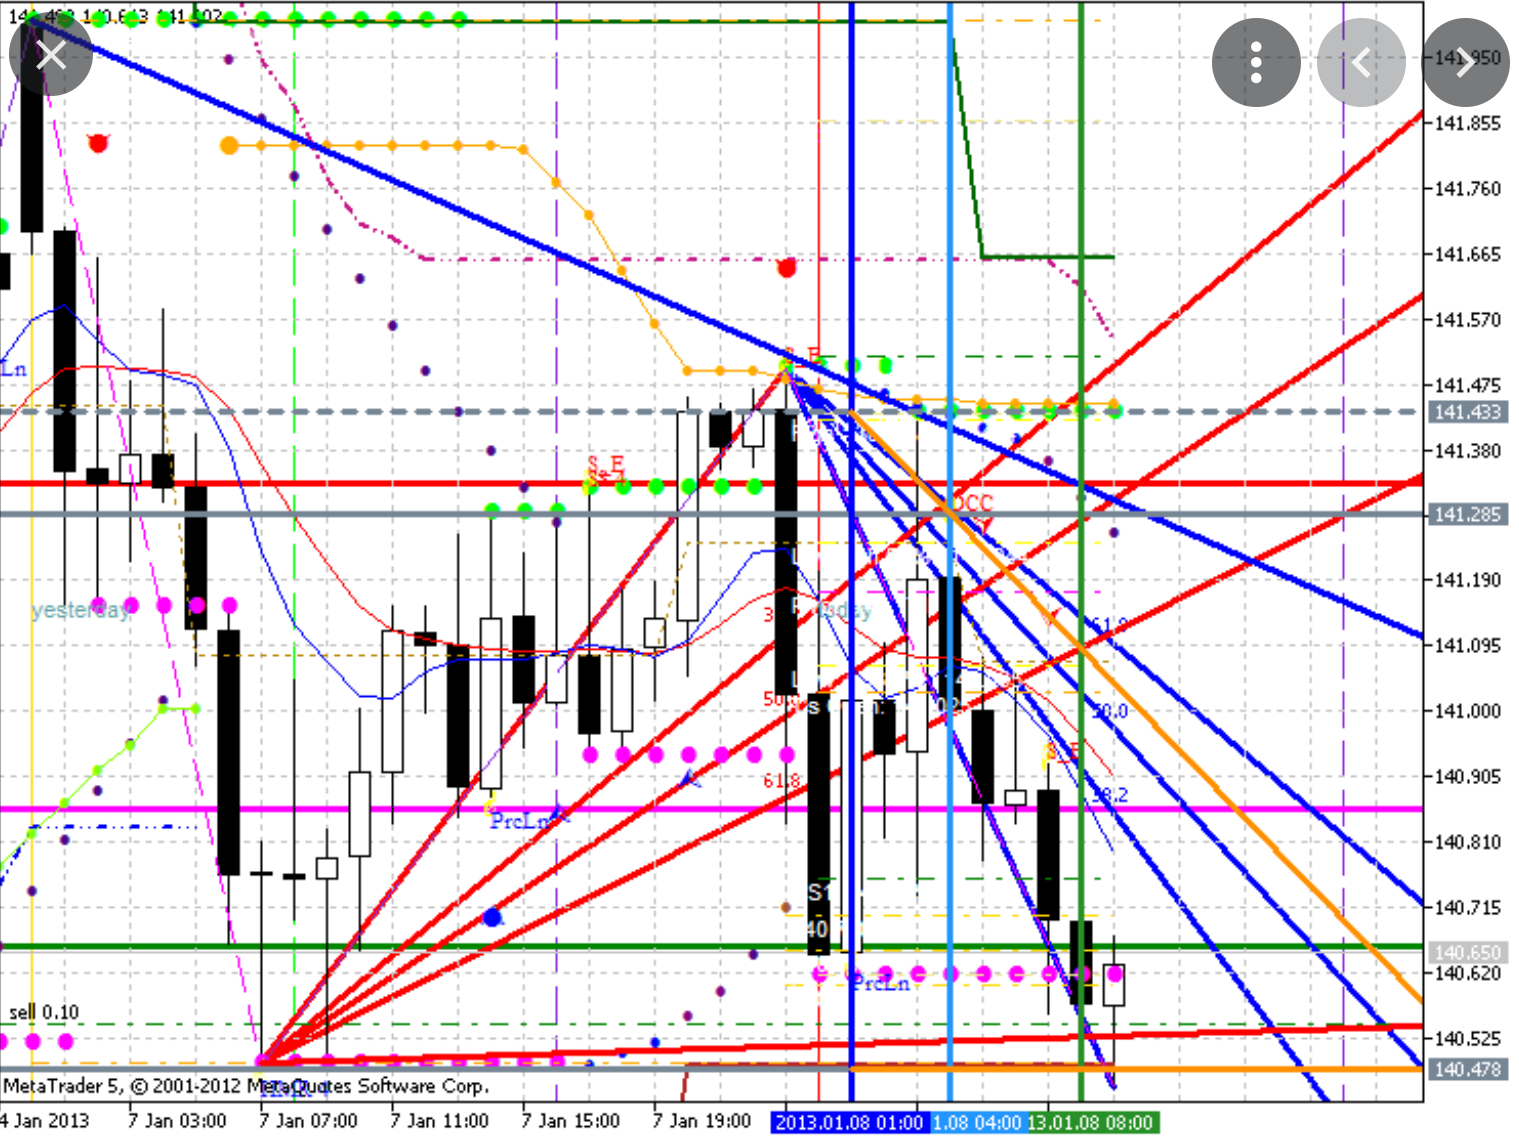 141.950
141.855
141.760
141.665
141.570
141.475
141.433
141.380
141.285
141.190
141.095
141.000
140.905
140.810
140.715
140.650
140.620
140.525
140.478
Ln
S_E
S_E
OCC
yesterday
today
61.8
50.0
61.8
38.2
S_E
PrcLn
S1
PrcLn
sell 0.10
MetaTrader 5, © 2001-2012 MetaQuotes Software Corp.
4 Jan 2013 7 Jan 03:00 7 Jan 07:00 7 Jan 11:00 7 Jan 15:00 7 Jan 19:00 2013.01.08 01:00 1.08 04:00 13.01.08 08:00